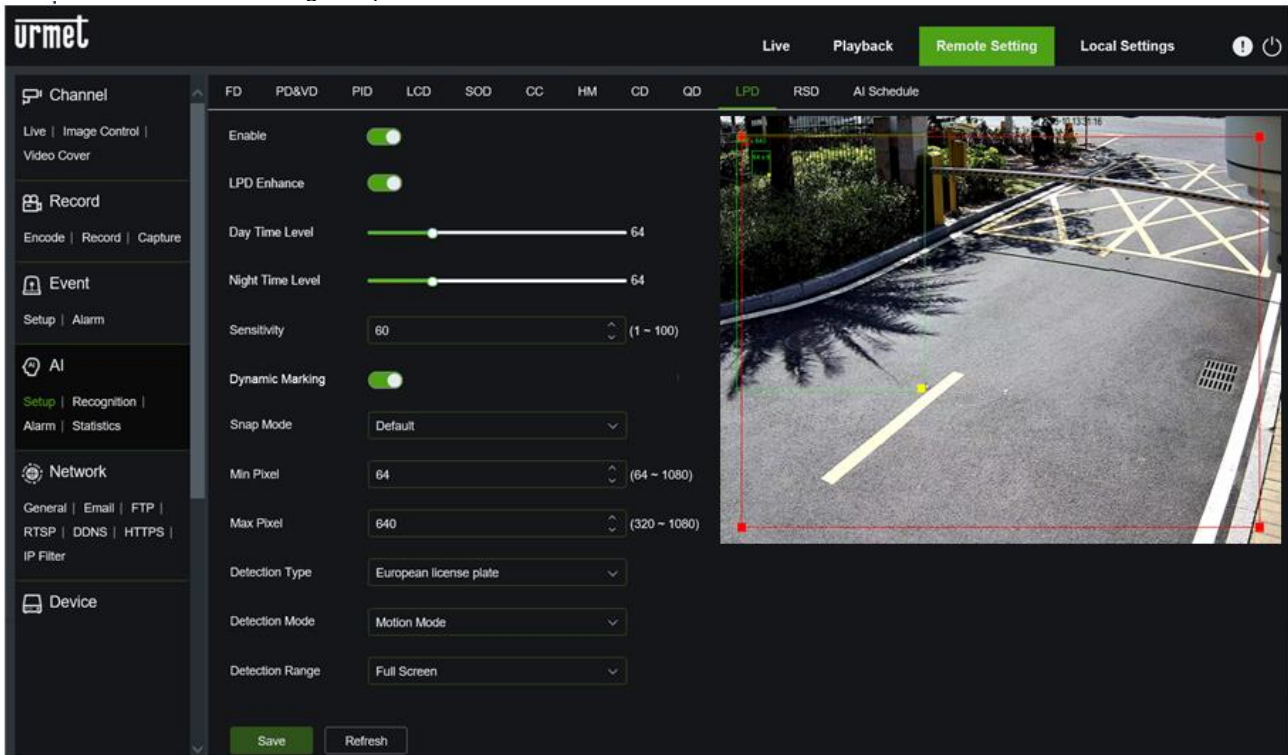 urmet
Live Playback Remote Setting Local Settings
Channel
Live | Image Control |
Video Cover
Record
Encode | Record | Capture
Event
Setup | Alarm
AI
Setup | Recognition |
Alarm | Statistics
Network
General | Email | FTP |
RTSP | DDNS | HTTPS |
IP Filter
Device
FD PD&VD PID LCD SOD CC HM CD QD LPD RSD AI Schedule
Enable
LPD Enhance
Day Time Level 64
Night Time Level 64
Sensitivity 60 (1 ~ 100)
Dynamic Marking
Snap Mode Default
Min Pixel 64 (64 ~ 1080)
Max Pixel 640 (320 ~ 1080)
Detection Type European license plate
Detection Mode Motion Mode
Detection Range Full Screen
Save Refresh